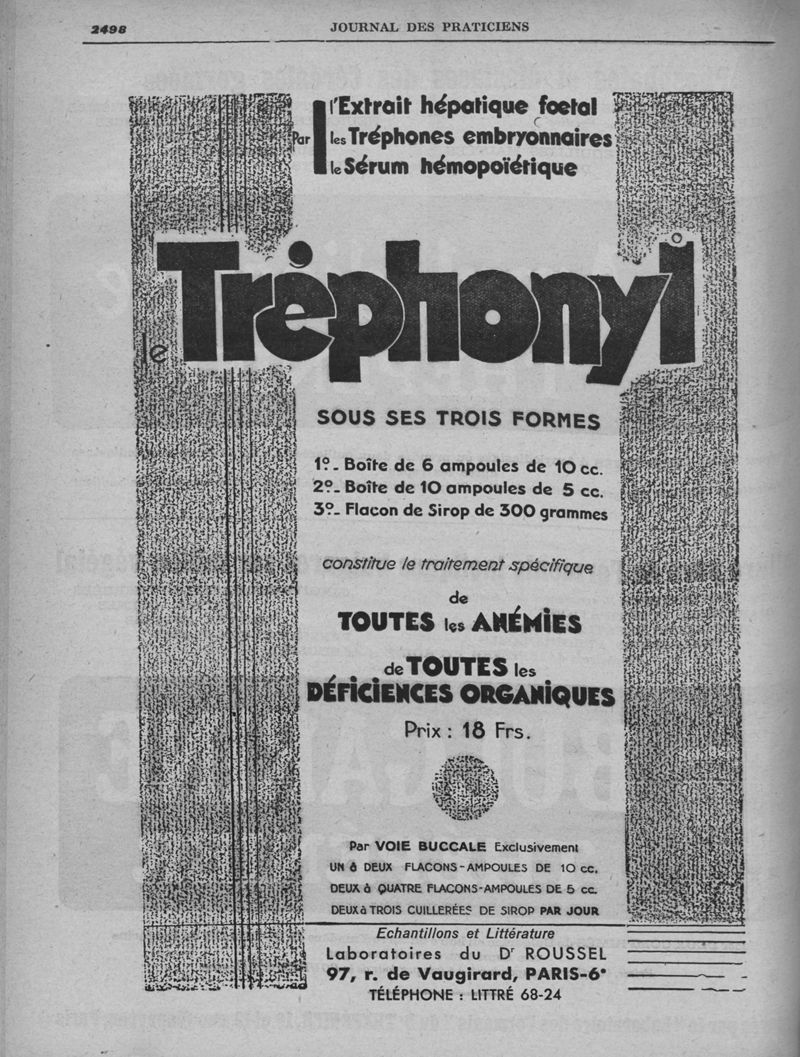 2498
JOURNAL DES PRATICIENS
l'Extrait hépatique fœtal
Par les Tréphones embryonnaires
le Sérum hémopoïétique
le Tréphonyl
SOUS SES TROIS FORMES
1º_ Boîte de 6 ampoules de 10 cc.
2º_ Boîte de 10 ampoules de 5 cc.
3º_ Flacon de Sirop de 300 grammes
constitue le traitement spécifique
de
TOUTES les ANÉMIES
de TOUTES les
DÉFICIENCES ORGANIQUES
Prix : 18 Frs.
Par VOIE BUCCALE Exclusivement
UN à DEUX FLACONS-AMPOULES DE 10 cc.
DEUX à QUATRE FLACONS-AMPOULES DE 5 cc.
DEUX à TROIS CUILLERÉES DE SIROP PAR JOUR
Echantillons et Littérature
Laboratoires du Dr ROUSSEL
97, r. de Vaugirard, PARIS-6e
TÉLÉPHONE : LITTRÉ 68-24